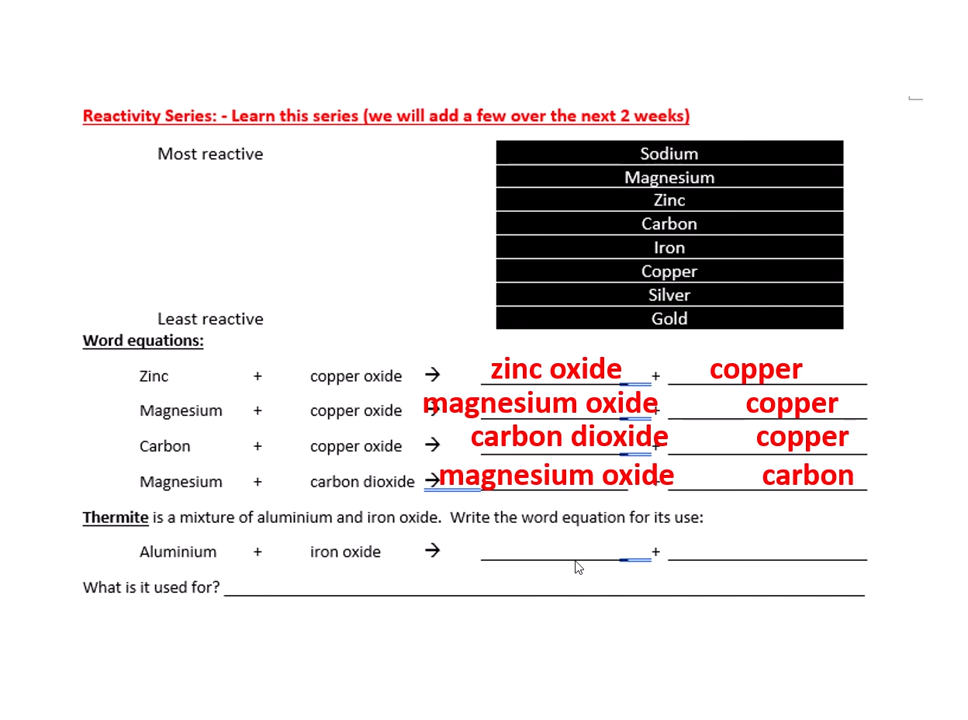 Reactivity Series: - Learn this series (we will add a few over the next 2 weeks)
Most reactive
Sodium
Magnesium
Zinc
Carbon
Iron
Copper
Silver
Least reactive
Gold
Word equations:
Zinc + copper oxide → zinc oxide + copper
Magnesium + copper oxide → magnesium oxide + copper
Carbon + copper oxide → carbon dioxide + copper
Magnesium + carbon dioxide → magnesium oxide + carbon
Thermite is a mixture of aluminium and iron oxide. Write the word equation for its use:
Aluminium + iron oxide → +
What is it used for?